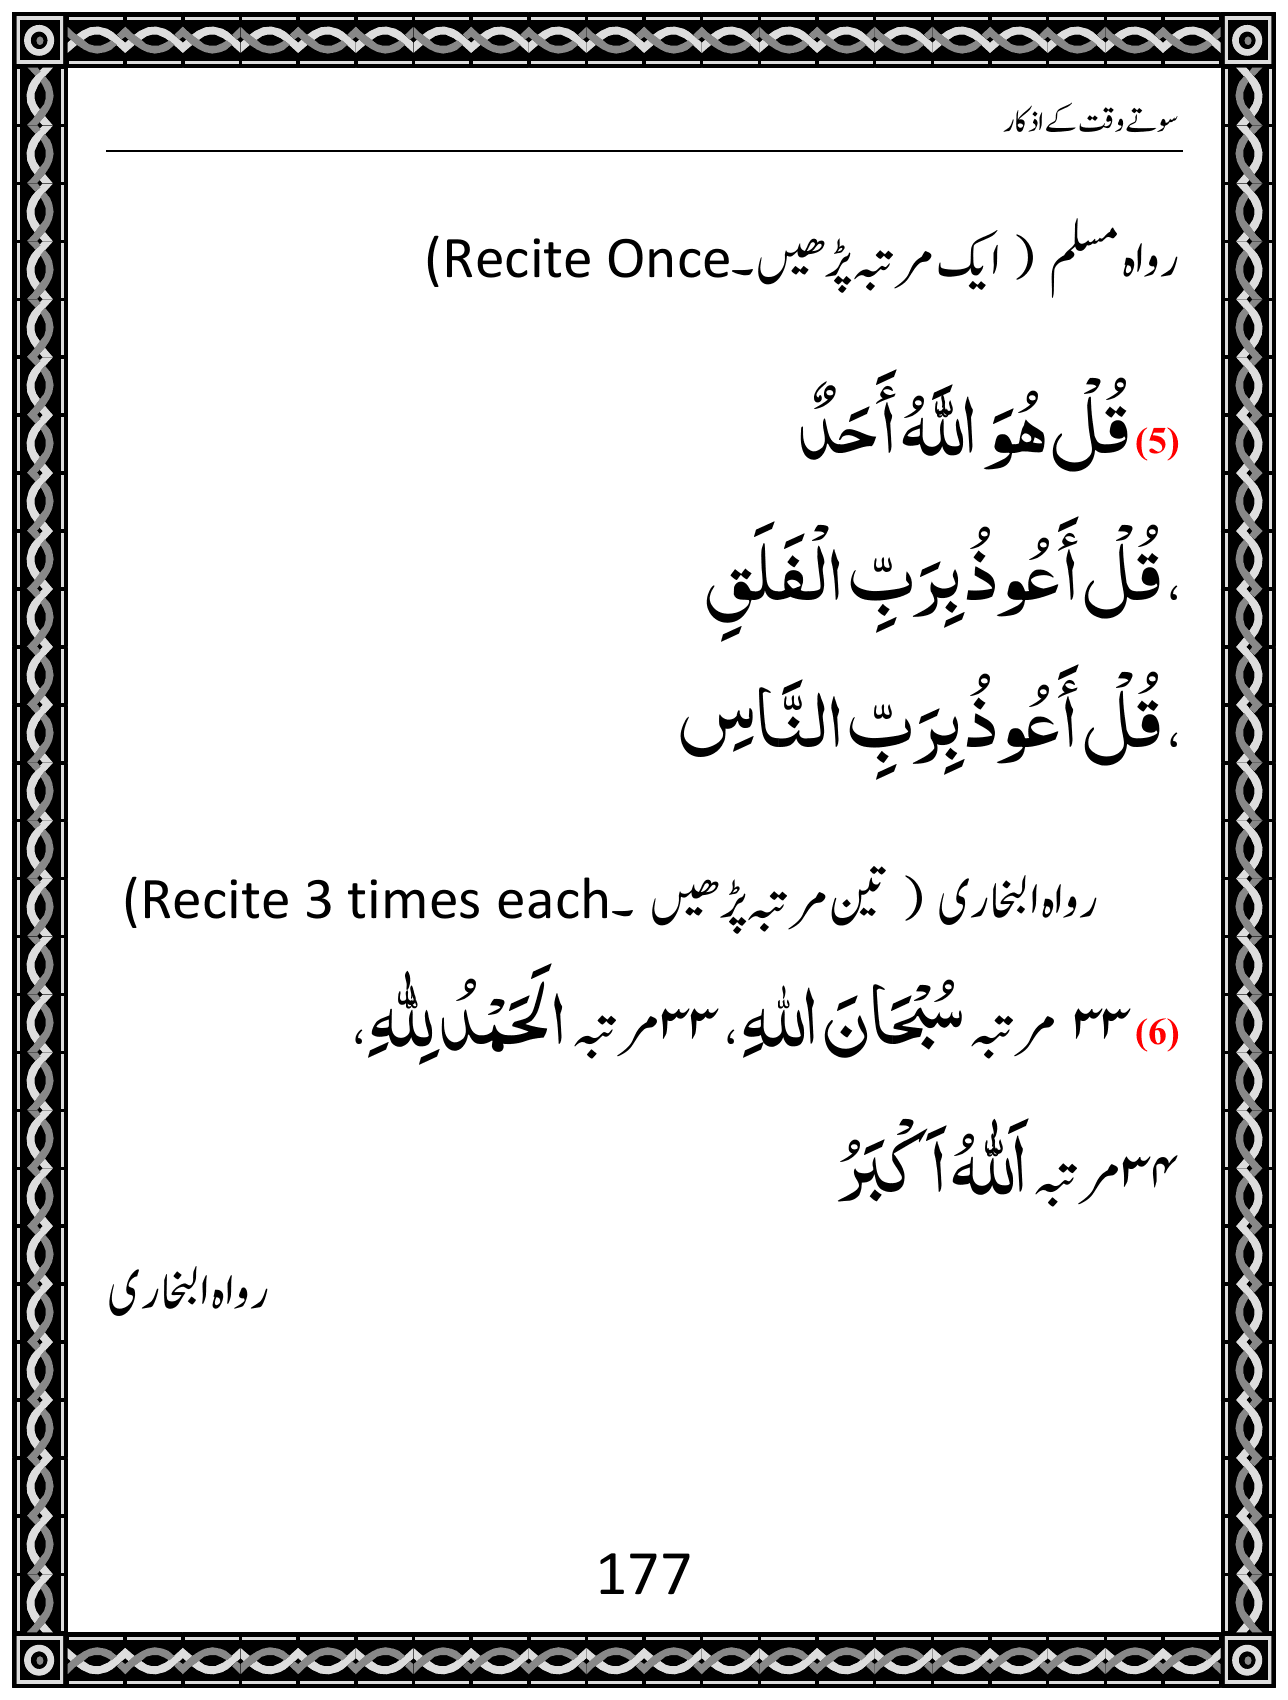 سوتے وقت کے اذکار
رواہ مسلم ( ایک مرتبہ پڑھیں۔Recite Once)
(5) قُلْ هُوَ اللَّهُ أَحَدٌ
، قُلْ أَعُوذُ بِرَبِّ الْفَلَقِ
، قُلْ أَعُوذُ بِرَبِّ النَّاسِ
رواہ البخاری ( تین مرتبہ پڑھیں ۔Recite 3 times each)
(6) ۳۳ مرتبہ سُبْحَانَ اللهِ، ۳۳مرتبہ الَحَمْدُ لِلّٰهِ،
۳۴مرتبہ اَللّٰهُ اَكْبَرُ
رواہ البخاری
177